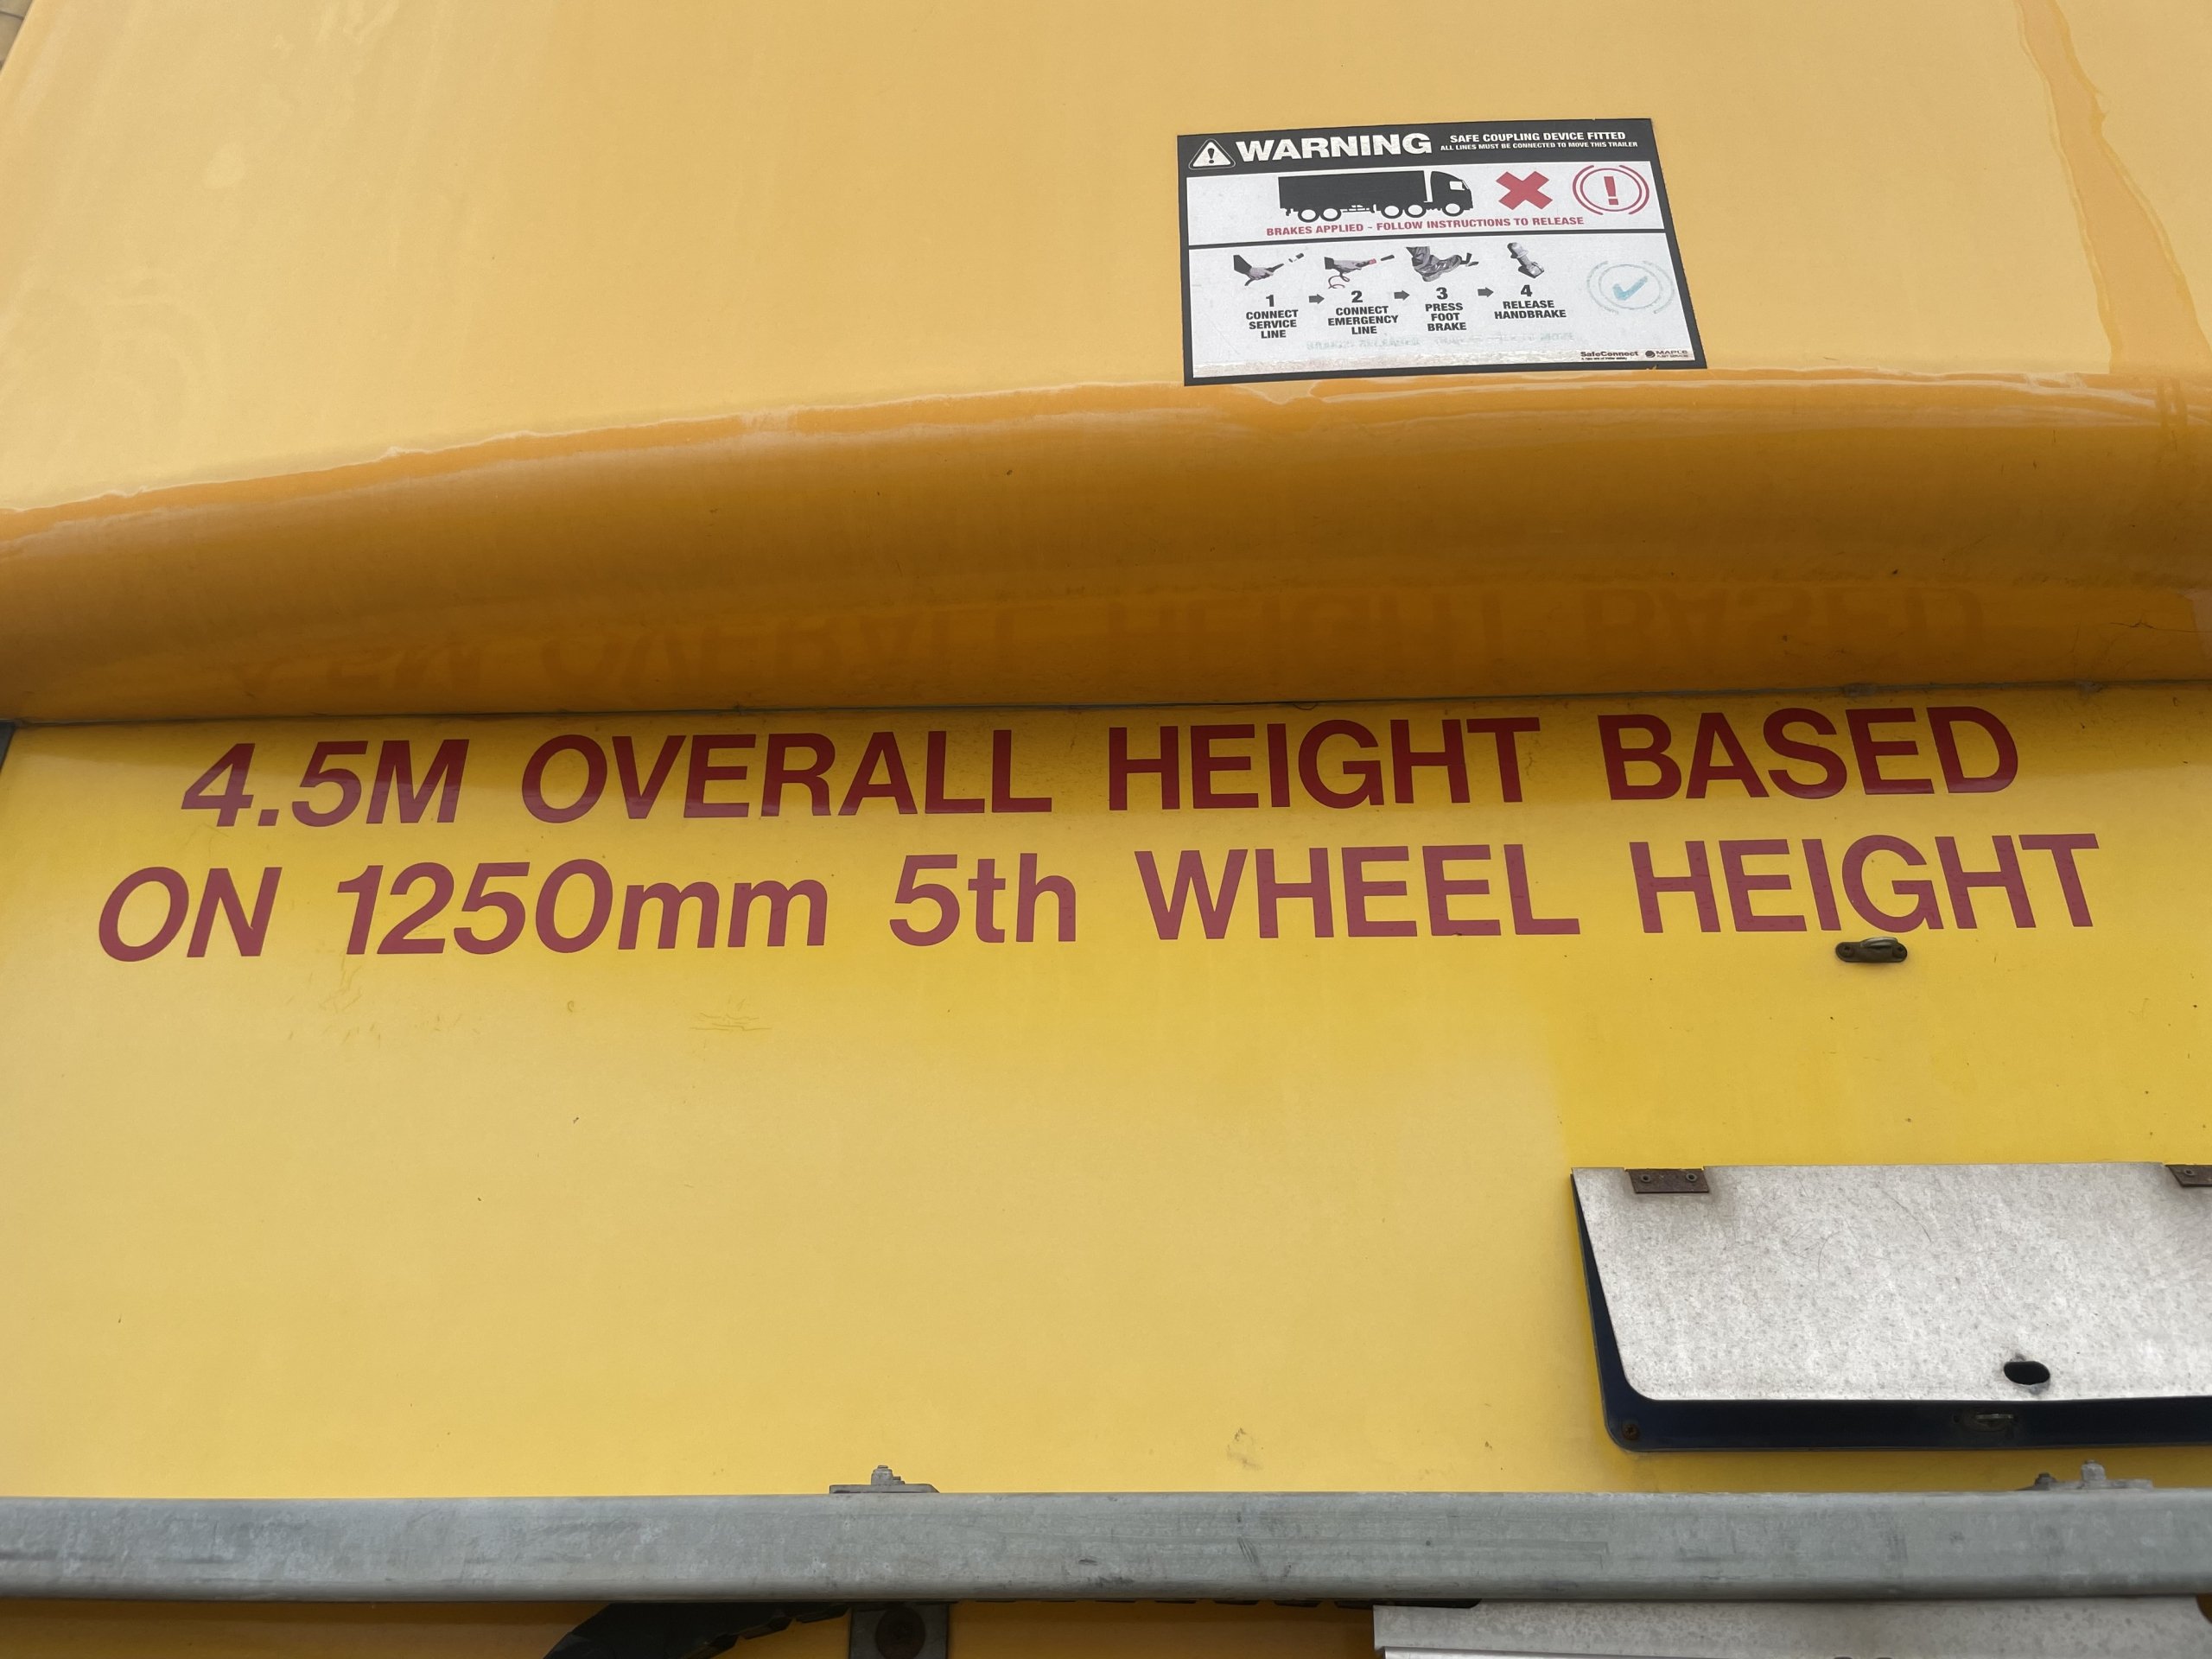 WARNING
SAFE COUPLING DEVICE FITTED
ALL LINES MUST BE CONNECTED TO MOVE THIS TRAILER
BRAKES APPLIED - FOLLOW INSTRUCTIONS TO RELEASE
1
CONNECT
SERVICE
LINE
2
CONNECT
EMERGENCY
LINE
3
PRESS
FOOT
BRAKE
4
RELEASE
HANDBRAKE
SafeConnect
4.5M OVERALL HEIGHT BASED
ON 1250mm 5th WHEEL HEIGHT